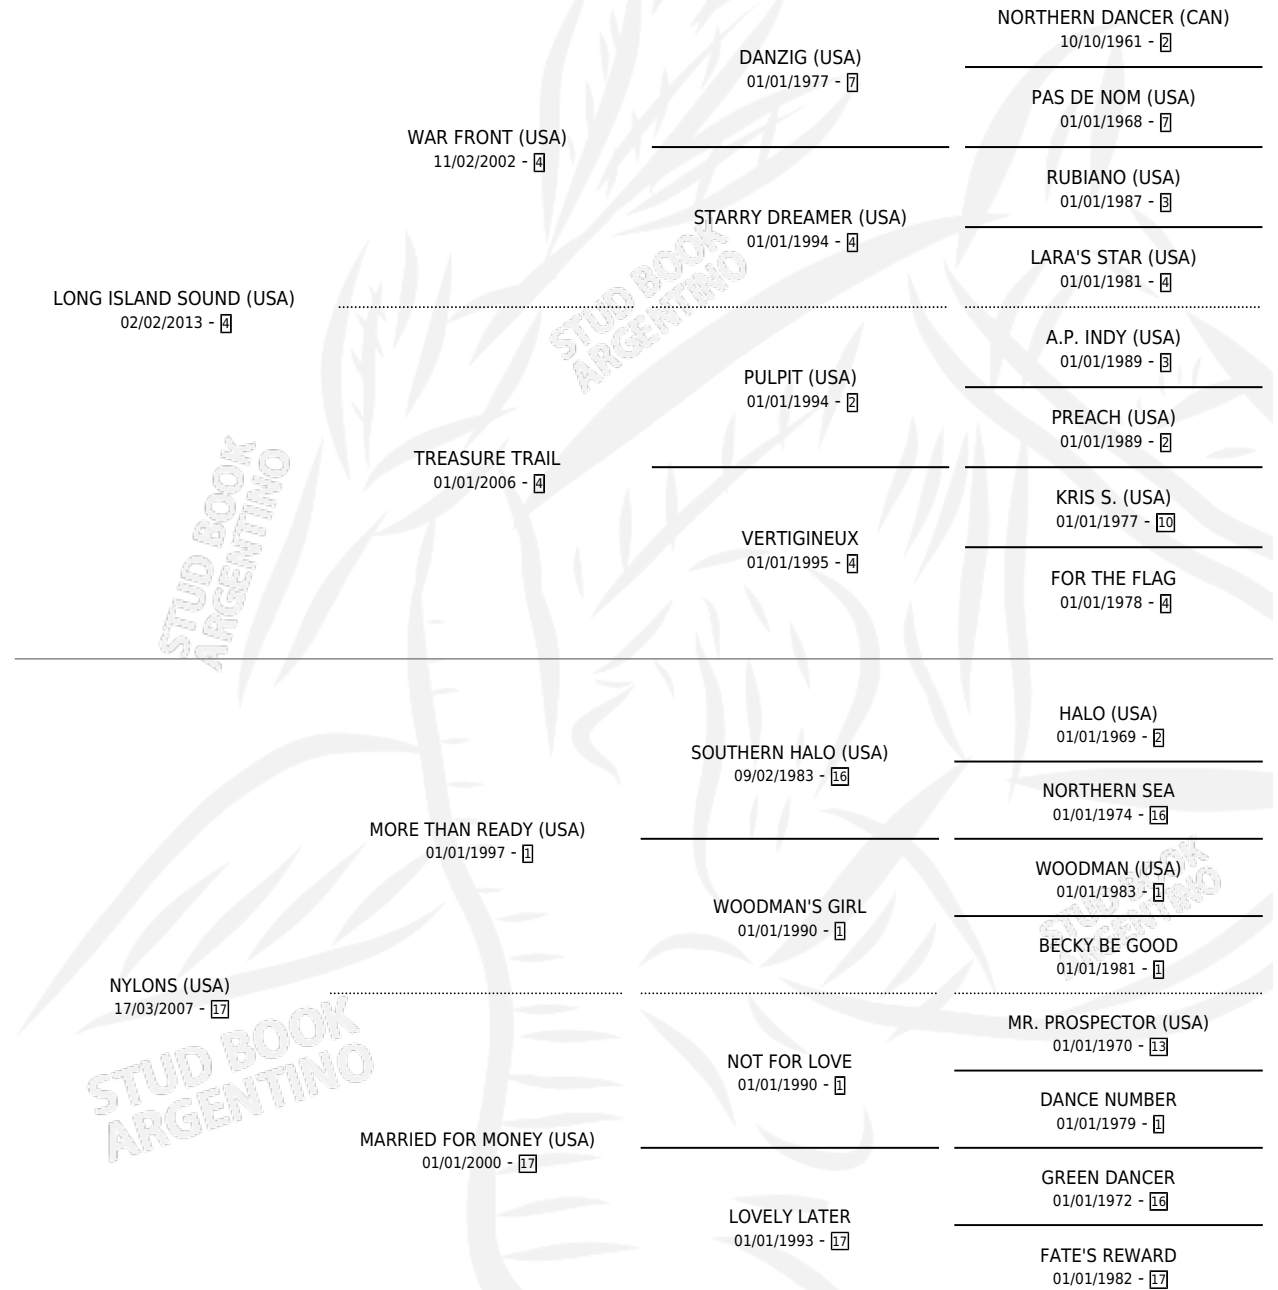 NORTHERN DANCER (CAN)
10/10/1961 - 2
DANZIG (USA)
01/01/1977 - 7
PAS DE NOM (USA)
01/01/1968 - 7
WAR FRONT (USA)
11/02/2002 - 4
RUBIANO (USA)
01/01/1987 - 3
STARRY DREAMER (USA)
01/01/1994 - 4
LARA'S STAR (USA)
01/01/1981 - 4
LONG ISLAND SOUND (USA)
02/02/2013 - 4
STUD BOOK
ARGENTINO
A.P. INDY (USA)
01/01/1989 - 3
PULPIT (USA)
01/01/1994 - 2
PREACH (USA)
01/01/1989 - 2
TREASURE TRAIL
01/01/2006 - 4
KRIS S. (USA)
01/01/1977 - 10
VERTIGINEUX
01/01/1995 - 4
FOR THE FLAG
01/01/1978 - 4
STUD BOOK
ARGENTINO
HALO (USA)
01/01/1969 - 2
SOUTHERN HALO (USA)
09/02/1983 - 16
NORTHERN SEA
01/01/1974 - 16
MORE THAN READY (USA)
01/01/1997 - 1
WOODMAN (USA)
01/01/1983 - 1
WOODMAN'S GIRL
01/01/1990 - 1
STUD BOOK
ARGENTINO
BECKY BE GOOD
01/01/1981 - 1
NYLONS (USA)
17/03/2007 - 17
STUD BOOK
ARGENTINO
MR. PROSPECTOR (USA)
01/01/1970 - 13
NOT FOR LOVE
01/01/1990 - 1
DANCE NUMBER
01/01/1979 - 1
MARRIED FOR MONEY (USA)
01/01/2000 - 17
GREEN DANCER
01/01/1972 - 16
LOVELY LATER
01/01/1993 - 17
FATE'S REWARD
01/01/1982 - 17